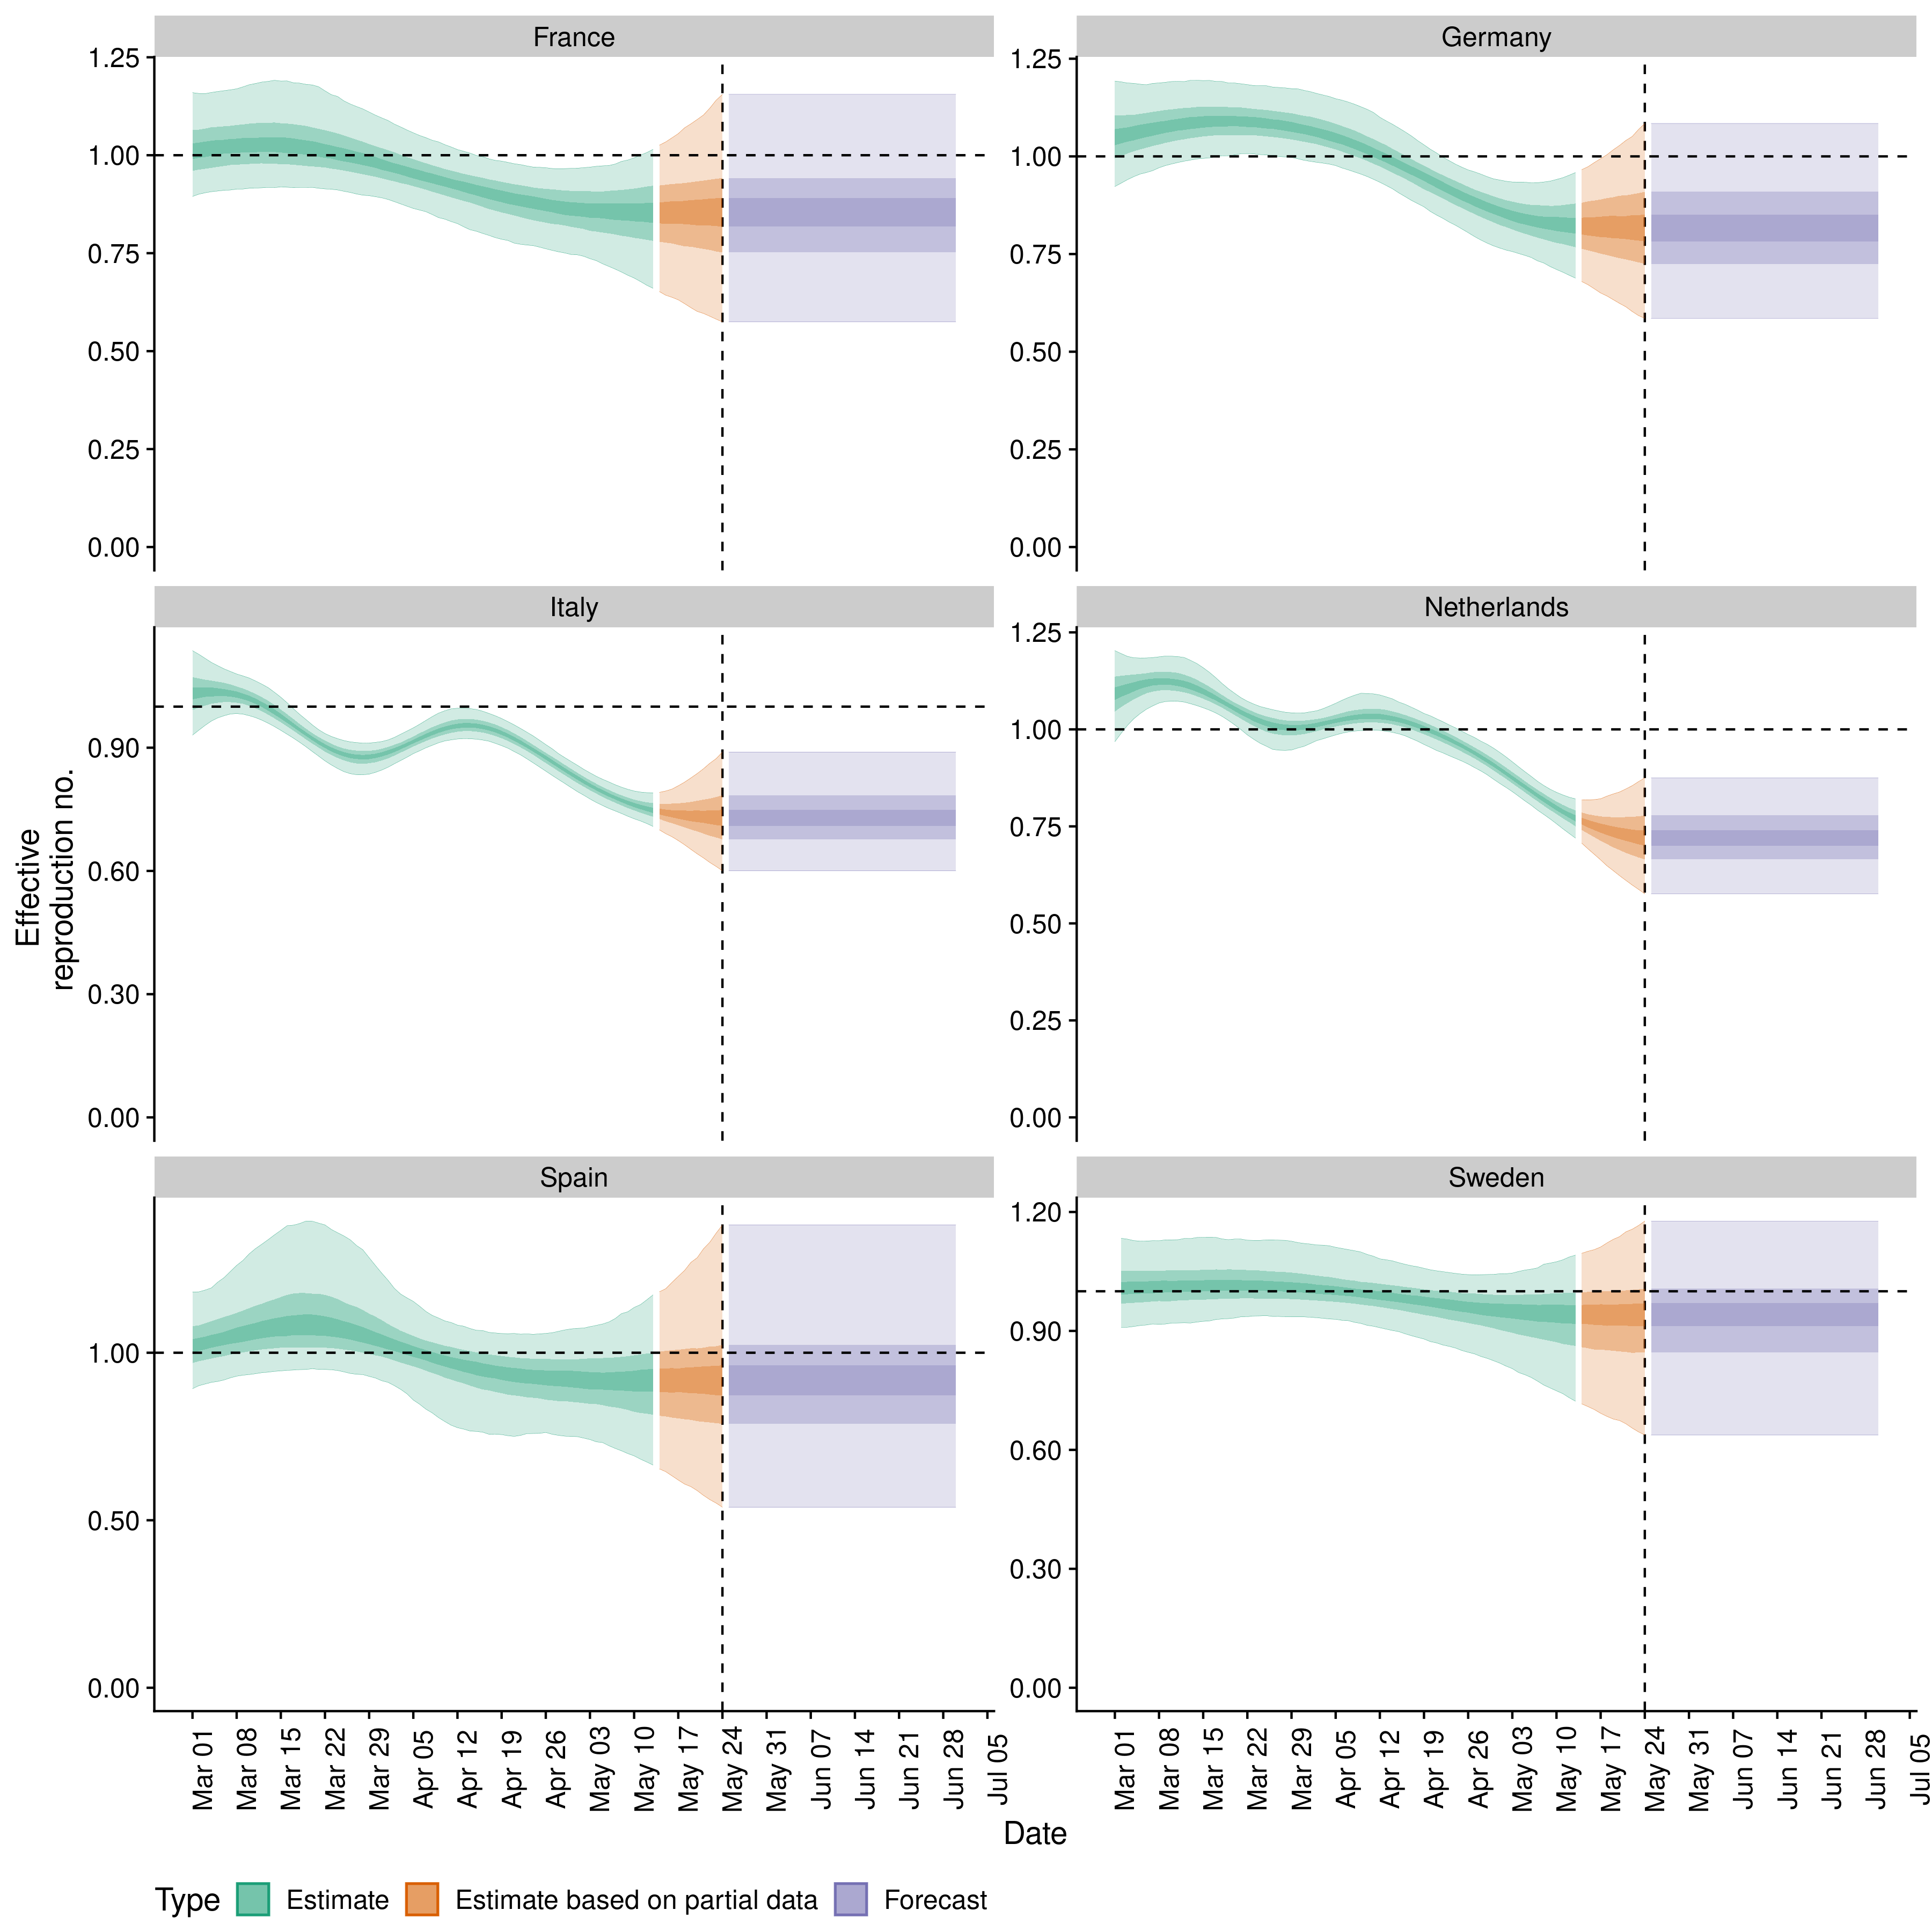 France
Germany
1.25
1.00
0.75
0.50
0.25
0.00
1.25
1.00
0.75
0.50
0.25
0.00
Italy
Netherlands
0.90
0.60
0.30
0.00
1.25
1.00
0.75
0.50
0.25
0.00
Effective
reproduction no.
Spain
Sweden
1.00
0.50
0.00
1.20
0.90
0.60
0.30
0.00
Mar 01
Mar 08
Mar 15
Mar 22
Mar 29
Apr 05
Apr 12
Apr 19
Apr 26
May 03
May 10
May 17
May 24
May 31
Jun 07
Jun 14
Jun 21
Jun 28
Jul 05
Mar 01
Mar 08
Mar 15
Mar 22
Mar 29
Apr 05
Apr 12
Apr 19
Apr 26
May 03
May 10
May 17
May 24
May 31
Jun 07
Jun 14
Jun 21
Jun 28
Jul 05
Date
Type Estimate Estimate based on partial data Forecast